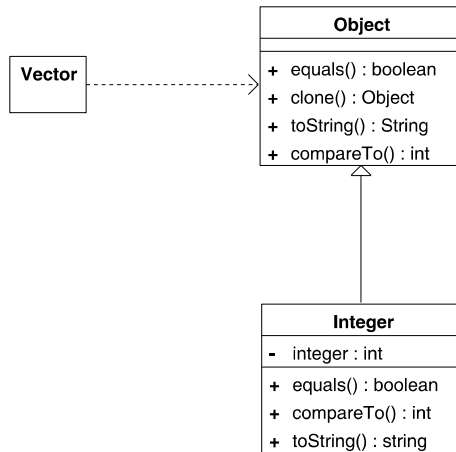 Object
+ equals() : boolean
+ clone() : Object
+ toString() : String
+ compareTo() : int
Vector
Integer
- integer : int
+ equals() : boolean
+ compareTo() : int
+ toString() : string